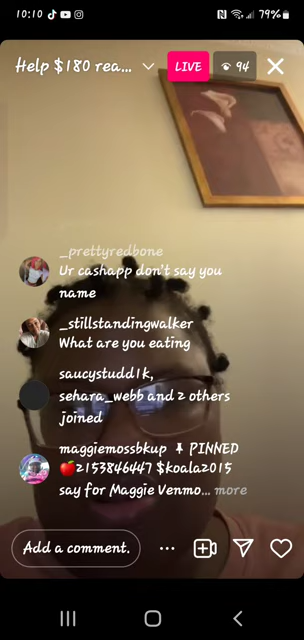 10:10
79%
Help $180 rea...
LIVE
94
_prettyredbone
Ur cashapp don't say you
name
_stillstandingwalker
What are you eating
saucystudd1k,
sehara_webb and 2 others
joined
maggiemossbkup PINNED
🍎2153846447 $koala2015
say for Maggie Venmo... more
Add a comment.